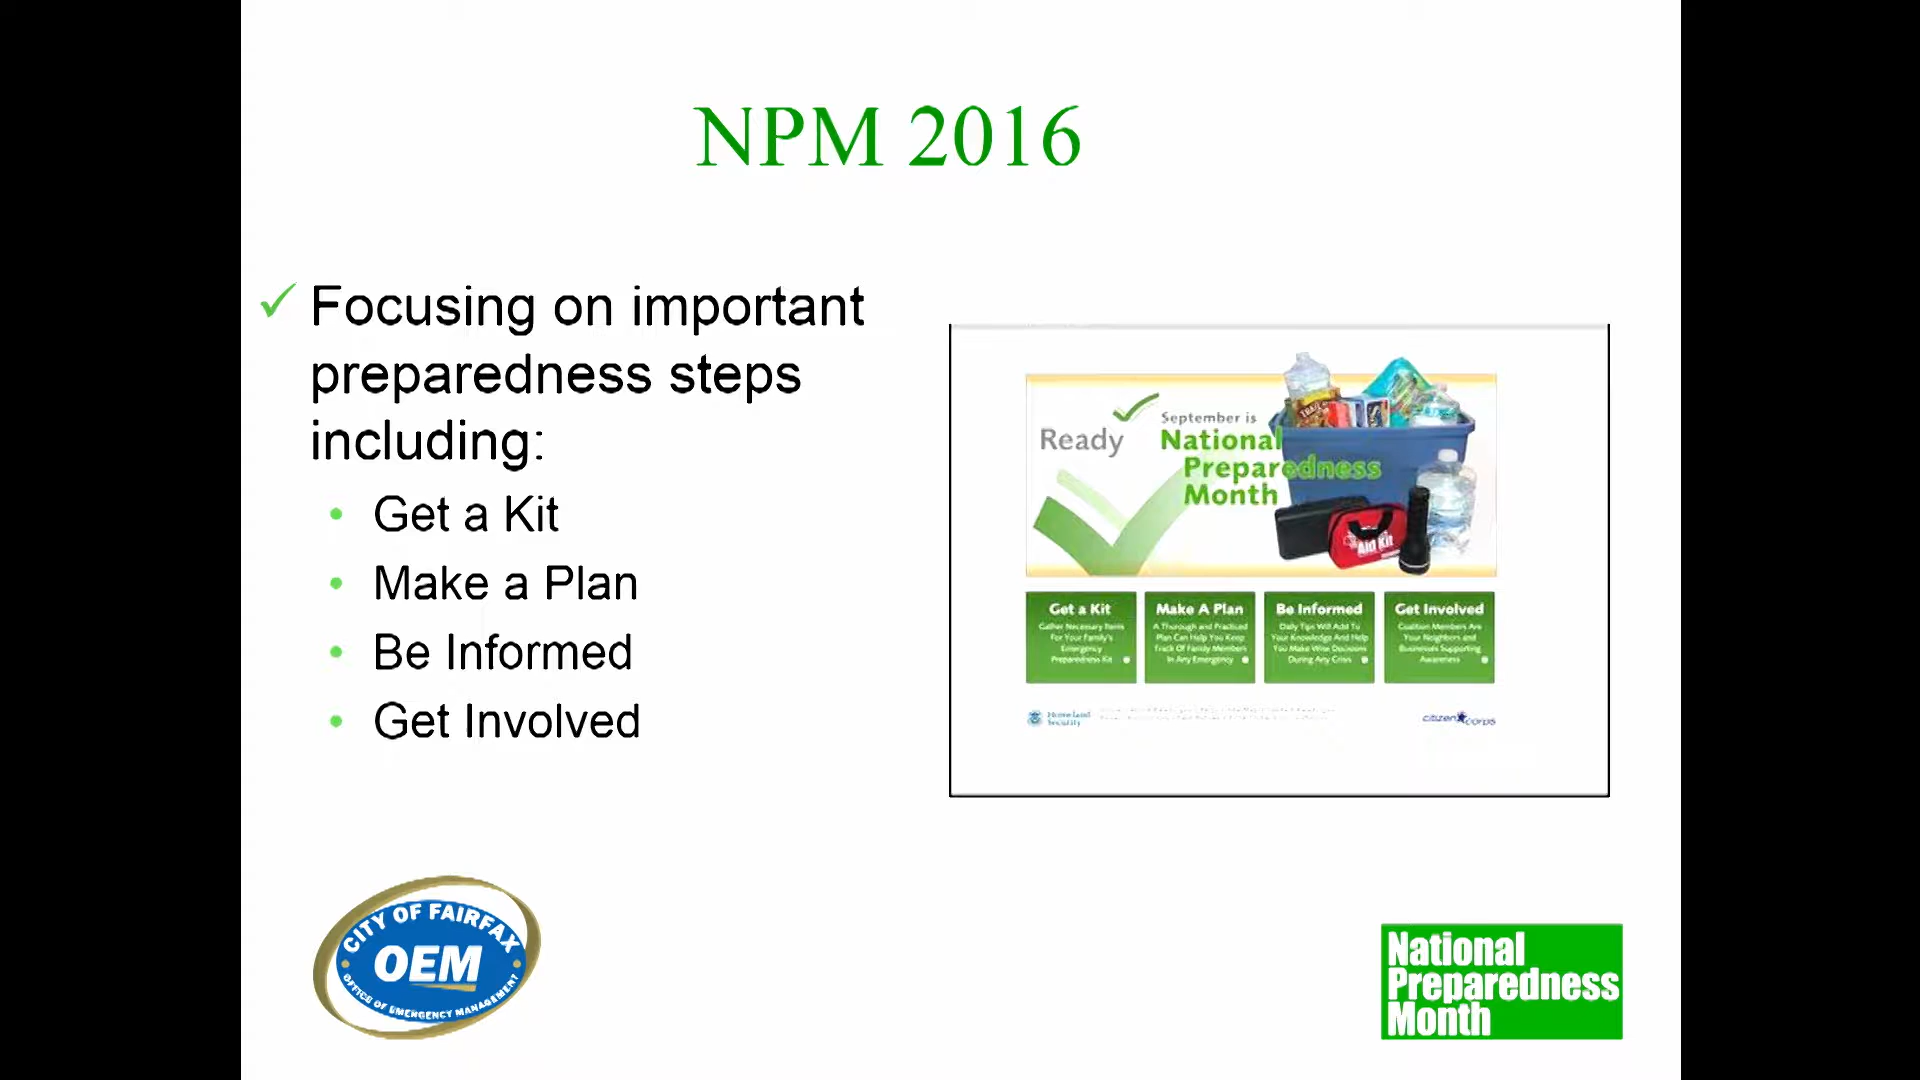 NPM 2016
Focusing on important
preparedness steps
including:
Get a Kit
Make a Plan
Be Informed
Get Involved
Ready
September is
National
Preparedness
Month
Aid Kit
Get a Kit
Gather Necessary Items
For Your Family's
Emergency
Preparedness Kit
Make A Plan
A Thorough and Practiced
Plan Can Help You Keep
Track Of Family Members
In Any Emergency
Be Informed
Daily Tips Will Add To
Your Knowledge And Help
You Make Wise Decisions
During Any Crisis
Get Involved
Coalition Members Are
Your Neighbors and
Businesses Supporting
Awareness
Homeland
Security
citizen corps
CITY OF FAIRFAX
OEM
OFFICE OF EMERGENCY MANAGEMENT
National
Preparedness
Month